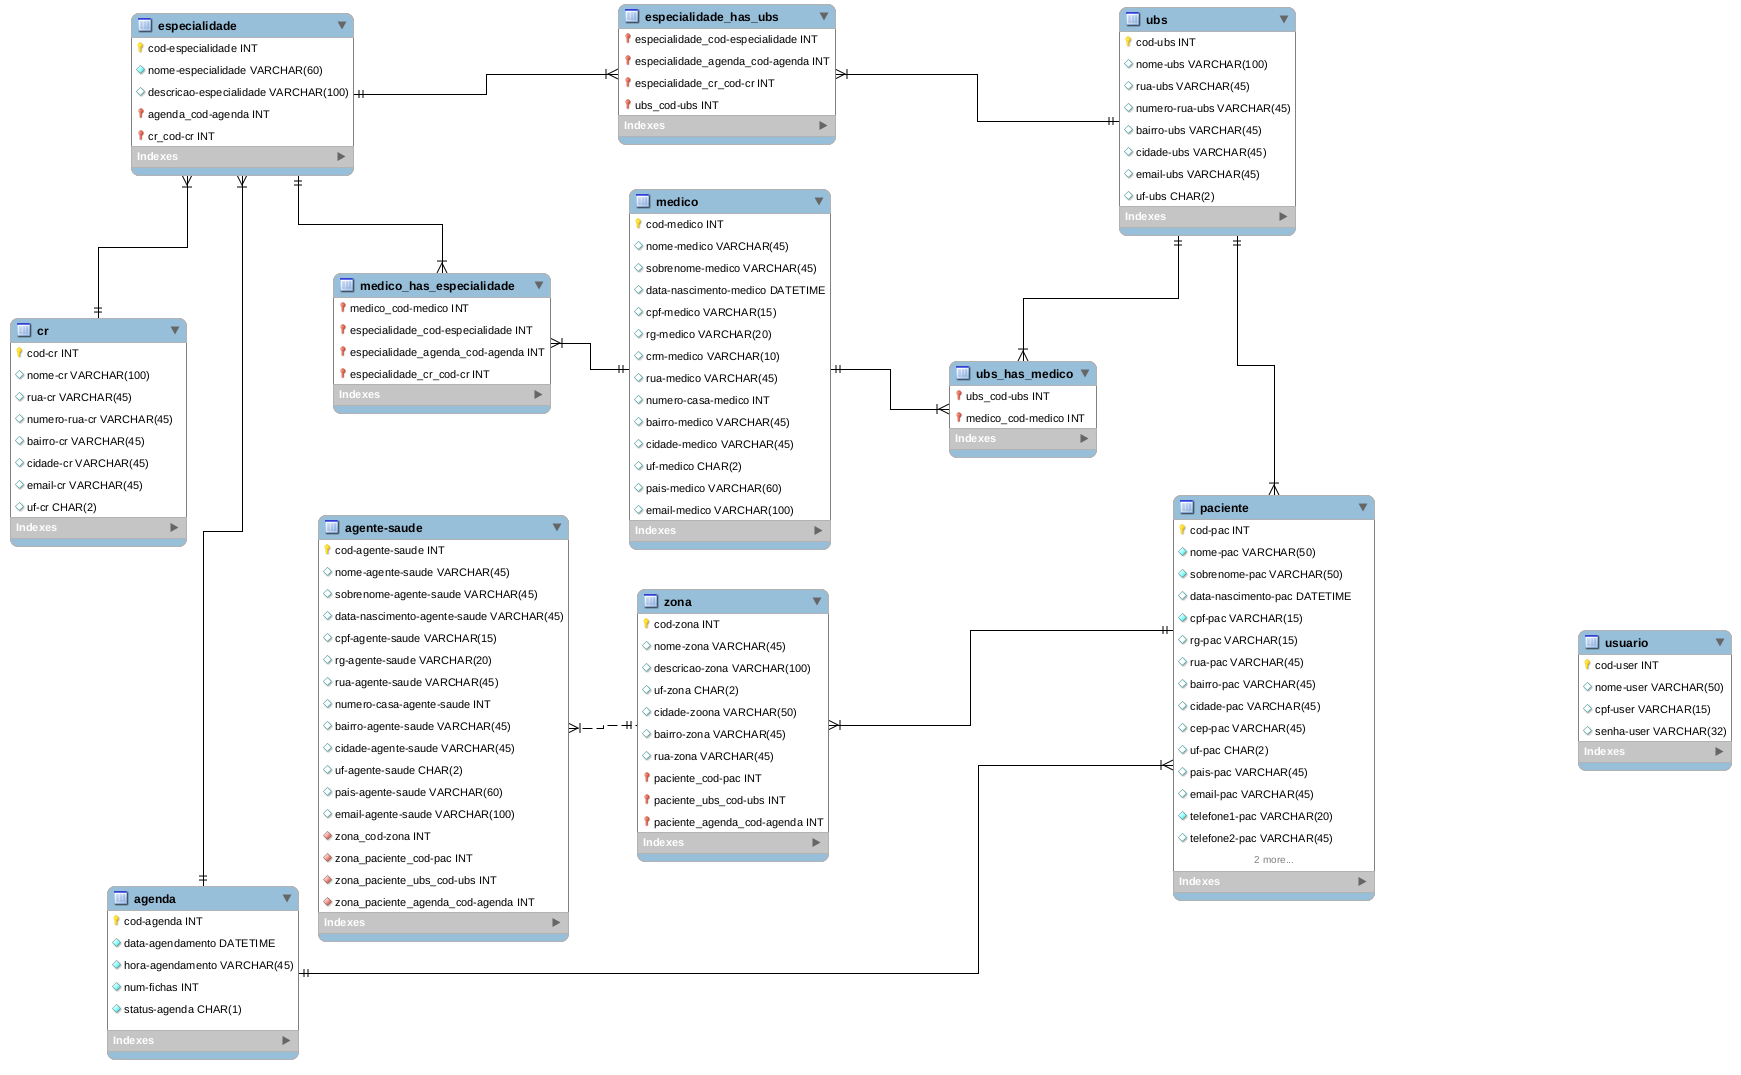 especialidade
cod-especialidade INT
nome-especialidade VARCHAR(60)
descricao-especialidade VARCHAR(100)
agenda_cod-agenda INT
cr_cod-cr INT
Indexes
especialidade_has_ubs
especialidade_cod-especialidade INT
especialidade_agenda_cod-agenda INT
especialidade_cr_cod-cr INT
ubs_cod-ubs INT
Indexes
ubs
cod-ubs INT
nome-ubs VARCHAR(100)
rua-ubs VARCHAR(45)
numero-rua-ubs VARCHAR(45)
bairro-ubs VARCHAR(45)
cidade-ubs VARCHAR(45)
email-ubs VARCHAR(45)
uf-ubs CHAR(2)
Indexes
medico
cod-medico INT
nome-medico VARCHAR(45)
sobrenome-medico VARCHAR(45)
data-nascimento-medico DATETIME
cpf-medico VARCHAR(15)
rg-medico VARCHAR(20)
crm-medico VARCHAR(10)
rua-medico VARCHAR(45)
numero-casa-medico INT
bairro-medico VARCHAR(45)
cidade-medico VARCHAR(45)
uf-medico CHAR(2)
pais-medico VARCHAR(60)
email-medico VARCHAR(100)
Indexes
medico_has_especialidade
medico_cod-medico INT
especialidade_cod-especialidade INT
especialidade_agenda_cod-agenda INT
especialidade_cr_cod-cr INT
Indexes
cr
cod-cr INT
nome-cr VARCHAR(100)
rua-cr VARCHAR(45)
numero-rua-cr VARCHAR(45)
bairro-cr VARCHAR(45)
cidade-cr VARCHAR(45)
email-cr VARCHAR(45)
uf-cr CHAR(2)
Indexes
ubs_has_medico
ubs_cod-ubs INT
medico_cod-medico INT
Indexes
agente-saude
cod-agente-saude INT
nome-agente-saude VARCHAR(45)
sobrenome-agente-saude VARCHAR(45)
data-nascimento-agente-saude VARCHAR(45)
cpf-agente-saude VARCHAR(15)
rg-agente-saude VARCHAR(20)
rua-agente-saude VARCHAR(45)
numero-casa-agente-saude INT
bairro-agente-saude VARCHAR(45)
cidade-agente-saude VARCHAR(45)
uf-agente-saude CHAR(2)
pais-agente-saude VARCHAR(60)
email-agente-saude VARCHAR(100)
zona_cod-zona INT
zona_paciente_cod-pac INT
zona_paciente_ubs_cod-ubs INT
zona_paciente_agenda_cod-agenda INT
Indexes
zona
cod-zona INT
nome-zona VARCHAR(45)
descricao-zona VARCHAR(100)
uf-zona CHAR(2)
cidade-zoona VARCHAR(50)
bairro-zona VARCHAR(45)
rua-zona VARCHAR(45)
paciente_cod-pac INT
paciente_ubs_cod-ubs INT
paciente_agenda_cod-agenda INT
Indexes
paciente
cod-pac INT
nome-pac VARCHAR(50)
sobrenome-pac VARCHAR(50)
data-nascimento-pac DATETIME
cpf-pac VARCHAR(15)
rg-pac VARCHAR(15)
rua-pac VARCHAR(45)
bairro-pac VARCHAR(45)
cidade-pac VARCHAR(45)
cep-pac VARCHAR(45)
uf-pac CHAR(2)
pais-pac VARCHAR(45)
email-pac VARCHAR(45)
telefone1-pac VARCHAR(20)
telefone2-pac VARCHAR(45)
2 more...
Indexes
usuario
cod-user INT
nome-user VARCHAR(50)
cpf-user VARCHAR(15)
senha-user VARCHAR(32)
Indexes
agenda
cod-agenda INT
data-agendamento DATETIME
hora-agendamento VARCHAR(45)
num-fichas INT
status-agenda CHAR(1)
Indexes